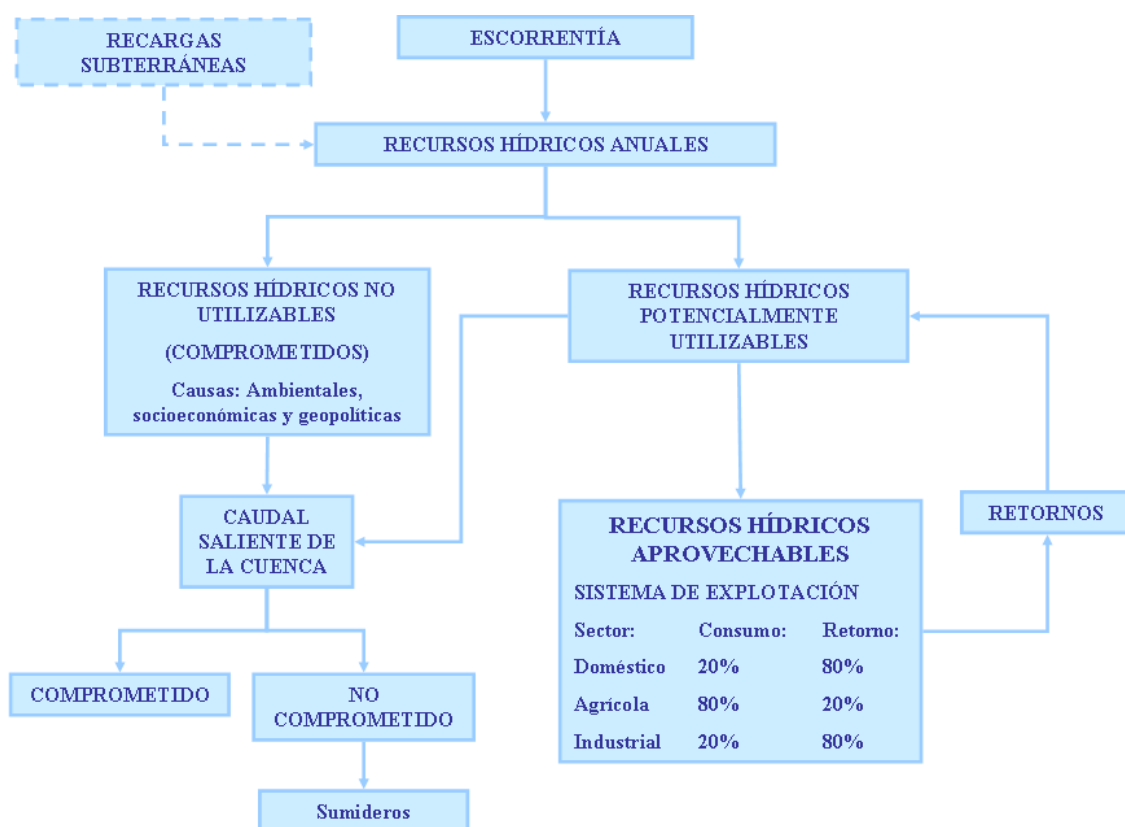 RECARGAS
SUBTERRÁNEAS
ESCORRENTÍA
RECURSOS HÍDRICOS ANUALES
RECURSOS HÍDRICOS NO
UTILIZABLES
(COMPROMETIDOS)
Causas: Ambientales,
socioeconómicas y geopolíticas
RECURSOS HÍDRICOS
POTENCIALMENTE
UTILIZABLES
CAUDAL
SALIENTE DE
LA CUENCA
RECURSOS HÍDRICOS
APROVECHABLES
SISTEMA DE EXPLOTACIÓN
Sector: Consumo: Retorno:
Doméstico 20% 80%
Agrícola 80% 20%
Industrial 20% 80%
RETORNOS
COMPROMETIDO
NO
COMPROMETIDO
Sumideros